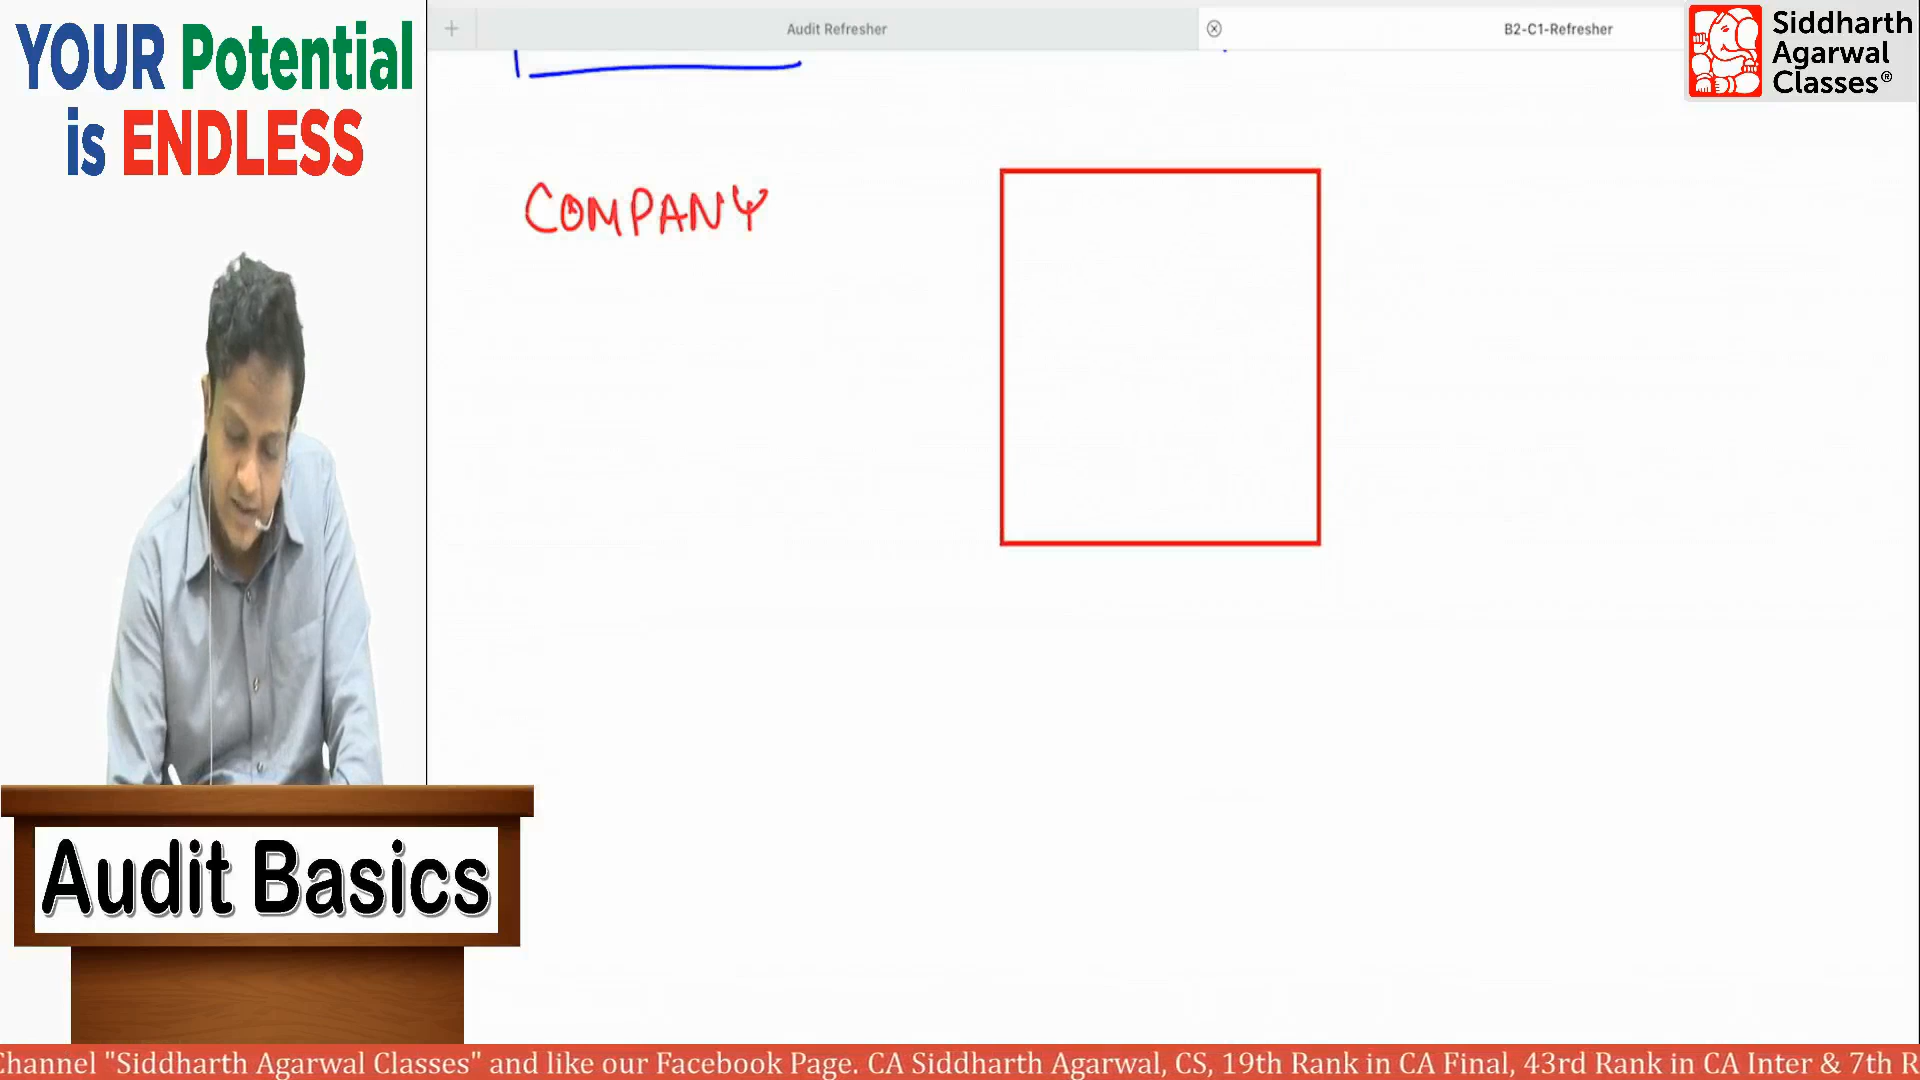 YOUR Potential
is ENDLESS
Audit Refresher
B2-C1-Refresher
Siddharth
Agarwal
Classes®
COMPANY
Audit Basics
Channel "Siddharth Agarwal Classes" and like our Facebook Page. CA Siddharth Agarwal, CS, 19th Rank in CA Final, 43rd Rank in CA Inter & 7th R